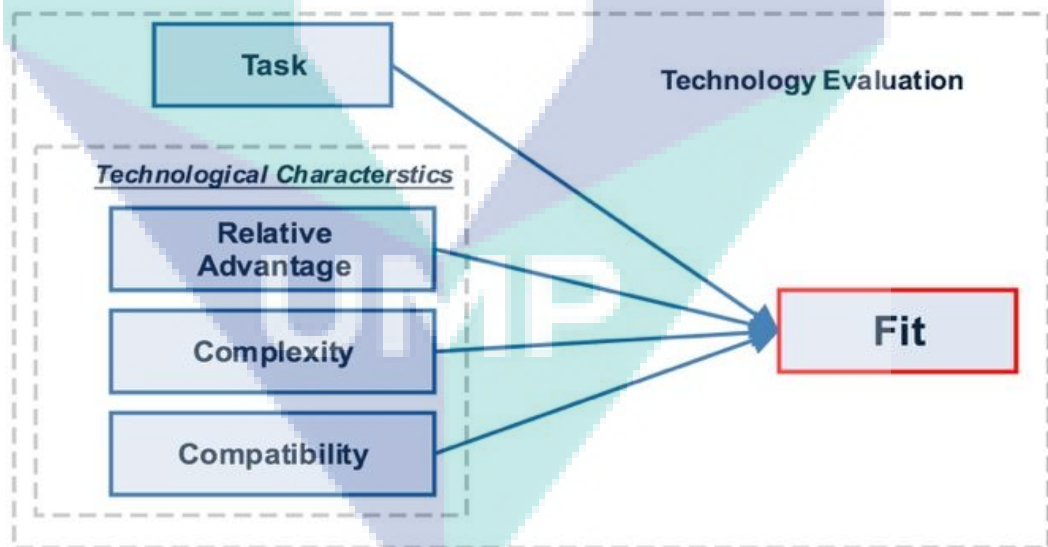 Task
Technology Evaluation
Technological Characterstics
Relative
Advantage
UMP
Complexity
Compatibility
Fit